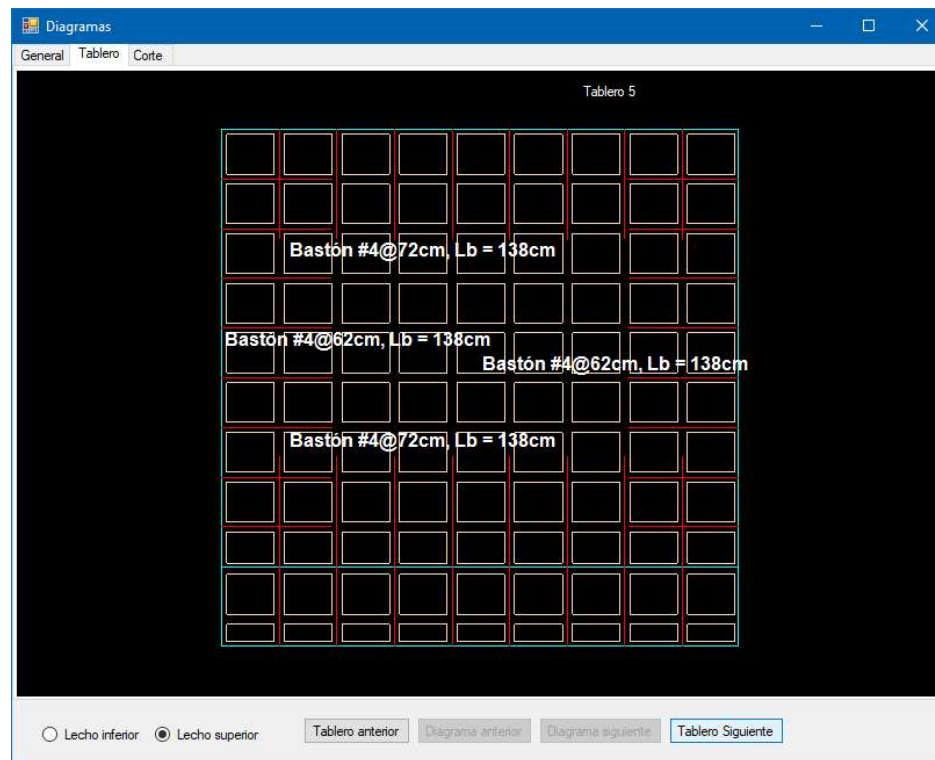 Diagramas
General Tablero Corte
Tablero 5
Bastón #4@72cm, Lb = 138cm
Bastón #4@62cm, Lb = 138cm
Bastón #4@62cm, Lb = 138cm
Bastón #4@72cm, Lb = 138cm
Lecho inferior Lecho superior Tablero anterior Diagrama anterior Diagrama siguiente Tablero Siguiente